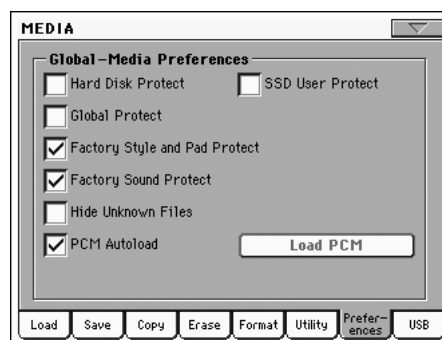 MEDIA
Global-Media Preferences
Hard Disk Protect SSD User Protect
Global Protect
Factory Style and Pad Protect
Factory Sound Protect
Hide Unknown Files
PCM Autoload Load PCM
Load Save Copy Erase Format Utility Prefer-
ences USB